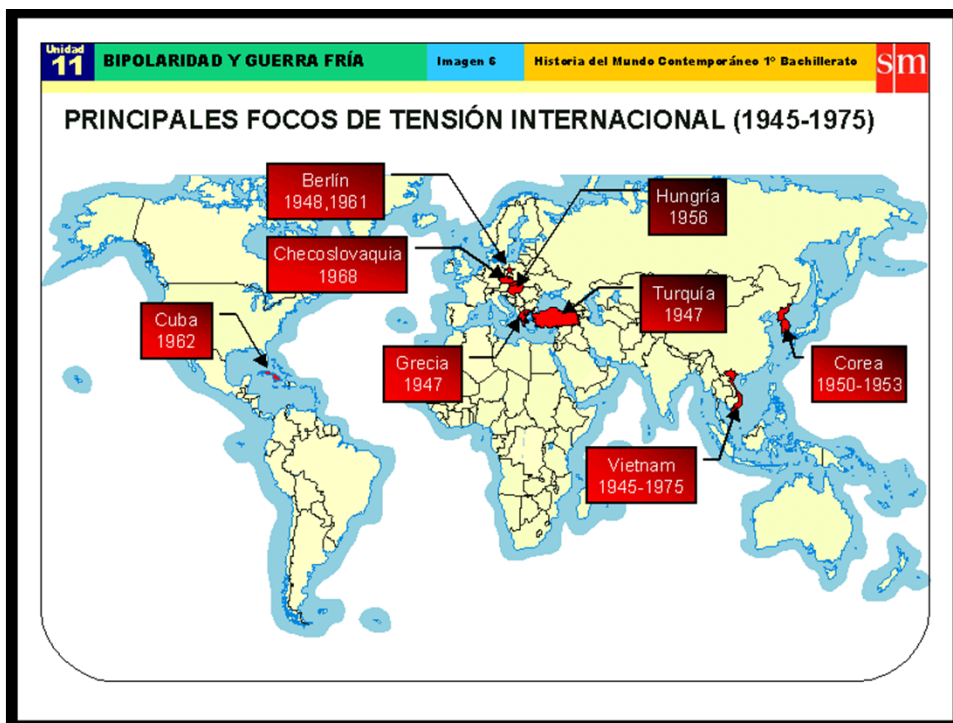 Unidad
11
BIPOLARIDAD Y GUERRA FRÍA
Imagen 6
Historia del Mundo Contemporáneo 1º Bachillerato
sm
PRINCIPALES FOCOS DE TENSIÓN INTERNACIONAL (1945-1975)
Berlín
1948,1961
Hungría
1956
Checoslovaquia
1968
Turquía
1947
Cuba
1962
Grecia
1947
Corea
1950-1953
Vietnam
1945-1975